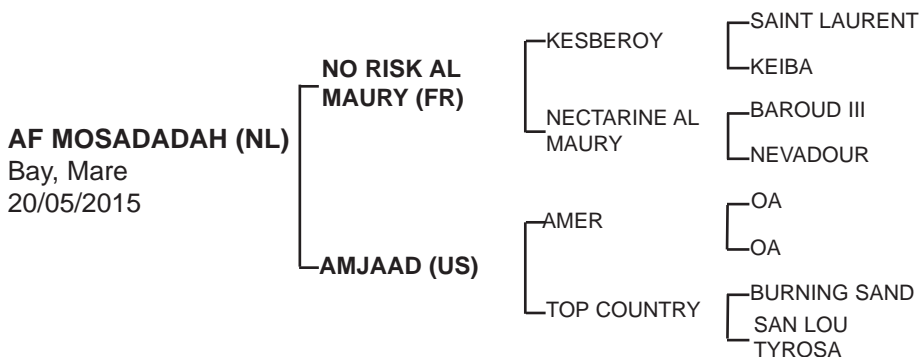 AF MOSADADAH (NL)
Bay, Mare
20/05/2015
NO RISK AL
MAURY (FR)
AMJAAD (US)
KESBEROY
NECTARINE AL
MAURY
AMER
TOP COUNTRY
SAINT LAURENT
KEIBA
BAROUD III
NEVADOUR
OA
OA
BURNING SAND
SAN LOU
TYROSA